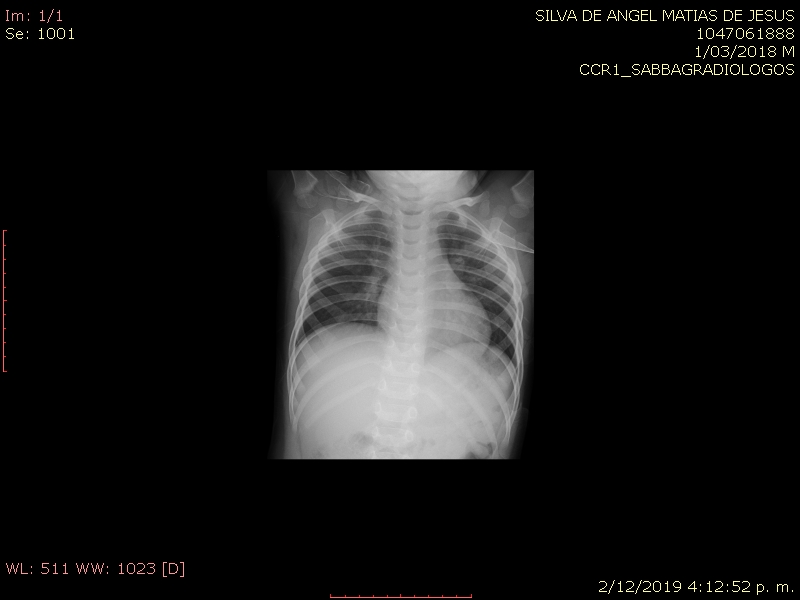 Im: 1/1
Se: 1001
SILVA DE ANGEL MATIAS DE JESUS
1047061888
1/03/2018 M
CCR1_SABBAGRADIOLOGOS
WL: 511 WW: 1023 [D]
2/12/2019 4:12:52 p. m.